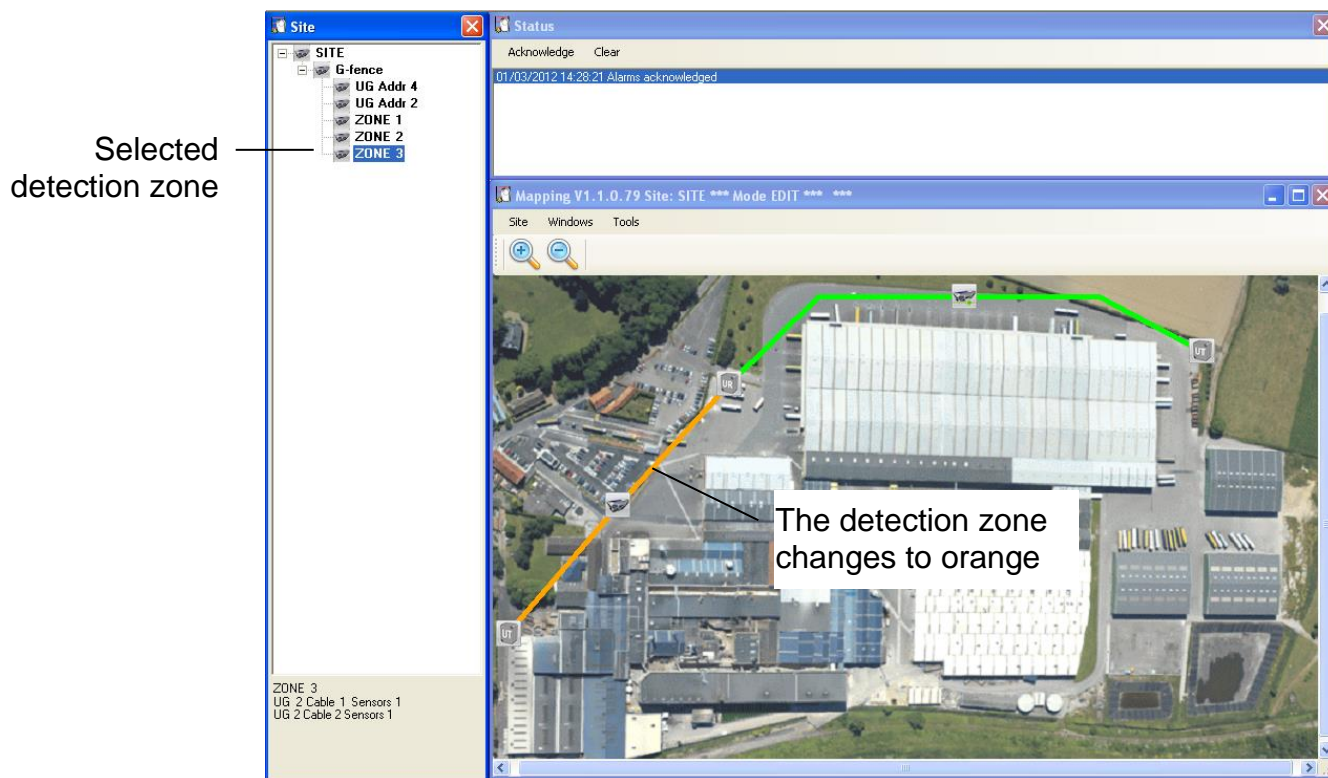 Site
SITE
G-fence
UG Addr 4
UG Addr 2
ZONE 1
ZONE 2
ZONE 3
Selected
detection zone
ZONE 3
UG 2 Cable 1 Sensors 1
UG 2 Cable 2 Sensors 1
Status
Acknowledge Clear
01/03/2012 14:28:21 Alarms acknowledged
Mapping V1.1.0.79 Site: SITE *** Mode EDIT *** ***
Site Windows Tools
UT
UR
The detection zone
changes to orange
UT